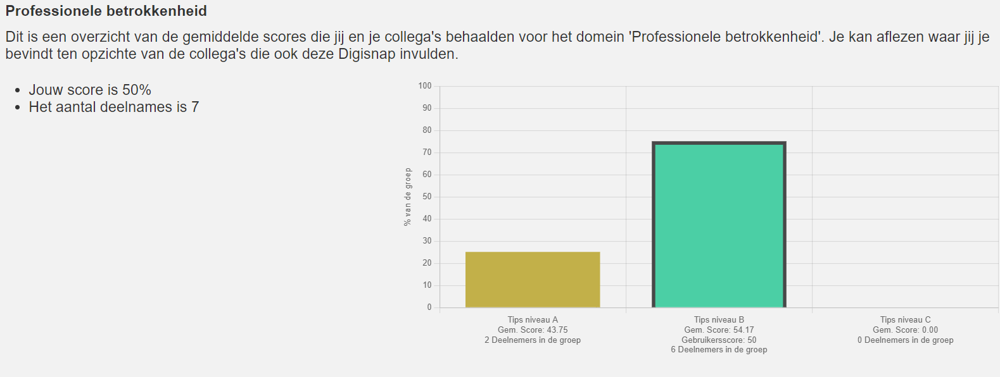 Professionele betrokkenheid
Dit is een overzicht van de gemiddelde scores die jij en je collega's behaalden voor het domein 'Professionele betrokkenheid'. Je kan aflezen waar jij je
bevindt ten opzichte van de collega's die ook deze Digisnap invulden.
• Jouw score is 50%
• Het aantal deelnames is 7
100
90
80
70
60
50
40
30
20
10
0
% van de groep
Tips niveau A
Gem. Score: 43.75
2 Deelnemers in de groep
Tips niveau B
Gem. Score: 54.17
Gebruikersscore: 50
6 Deelnemers in de groep
Tips niveau C
Gem. Score: 0.00
0 Deelnemers in de groep